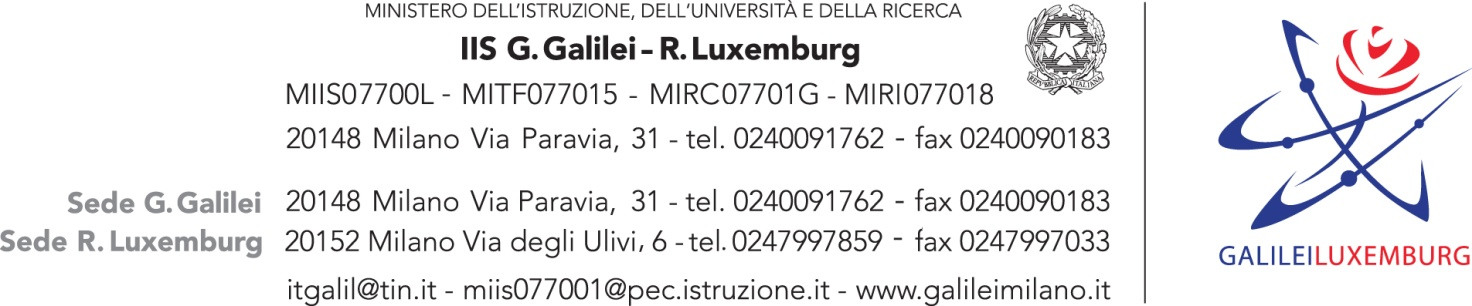 MINISTERO DELL'ISTRUZIONE, DELL'UNIVERSITÀ E DELLA RICERCA
IIS G. Galilei – R. Luxemburg
MIIS07700L - MITF077015 - MIRC07701G - MIRI077018
20148 Milano Via Paravia, 31 - tel. 0240091762 - fax 0240090183
Sede G. Galilei 20148 Milano Via Paravia, 31 - tel. 0240091762 - fax 0240090183
Sede R. Luxemburg 20152 Milano Via degli Ulivi, 6 - tel. 0247997859 - fax 0247997033
itgalil@tin.it - miis077001@pec.istruzione.it - www.galileimilano.it
REPVBBLICA ITALIANA
GALILEILUXEMBURG